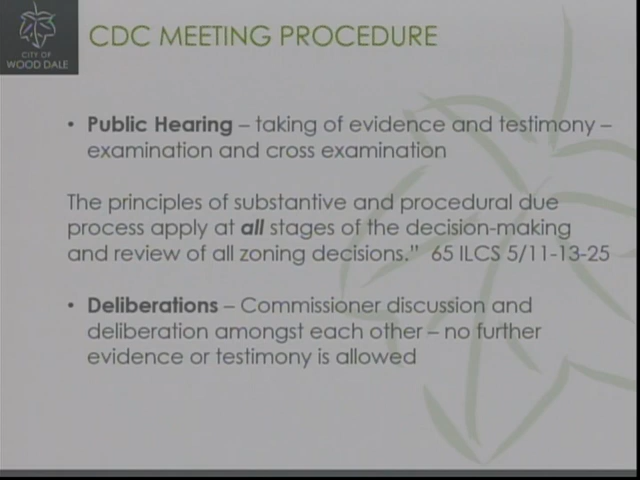 CITY OF
WOOD DALE
CDC MEETING PROCEDURE
• Public Hearing – taking of evidence and testimony –
examination and cross examination
The principles of substantive and procedural due
process apply at all stages of the decision-making
and review of all zoning decisions." 65 ILCS 5/11-13-25
• Deliberations – Commissioner discussion and
deliberation amongst each other – no further
evidence or testimony is allowed